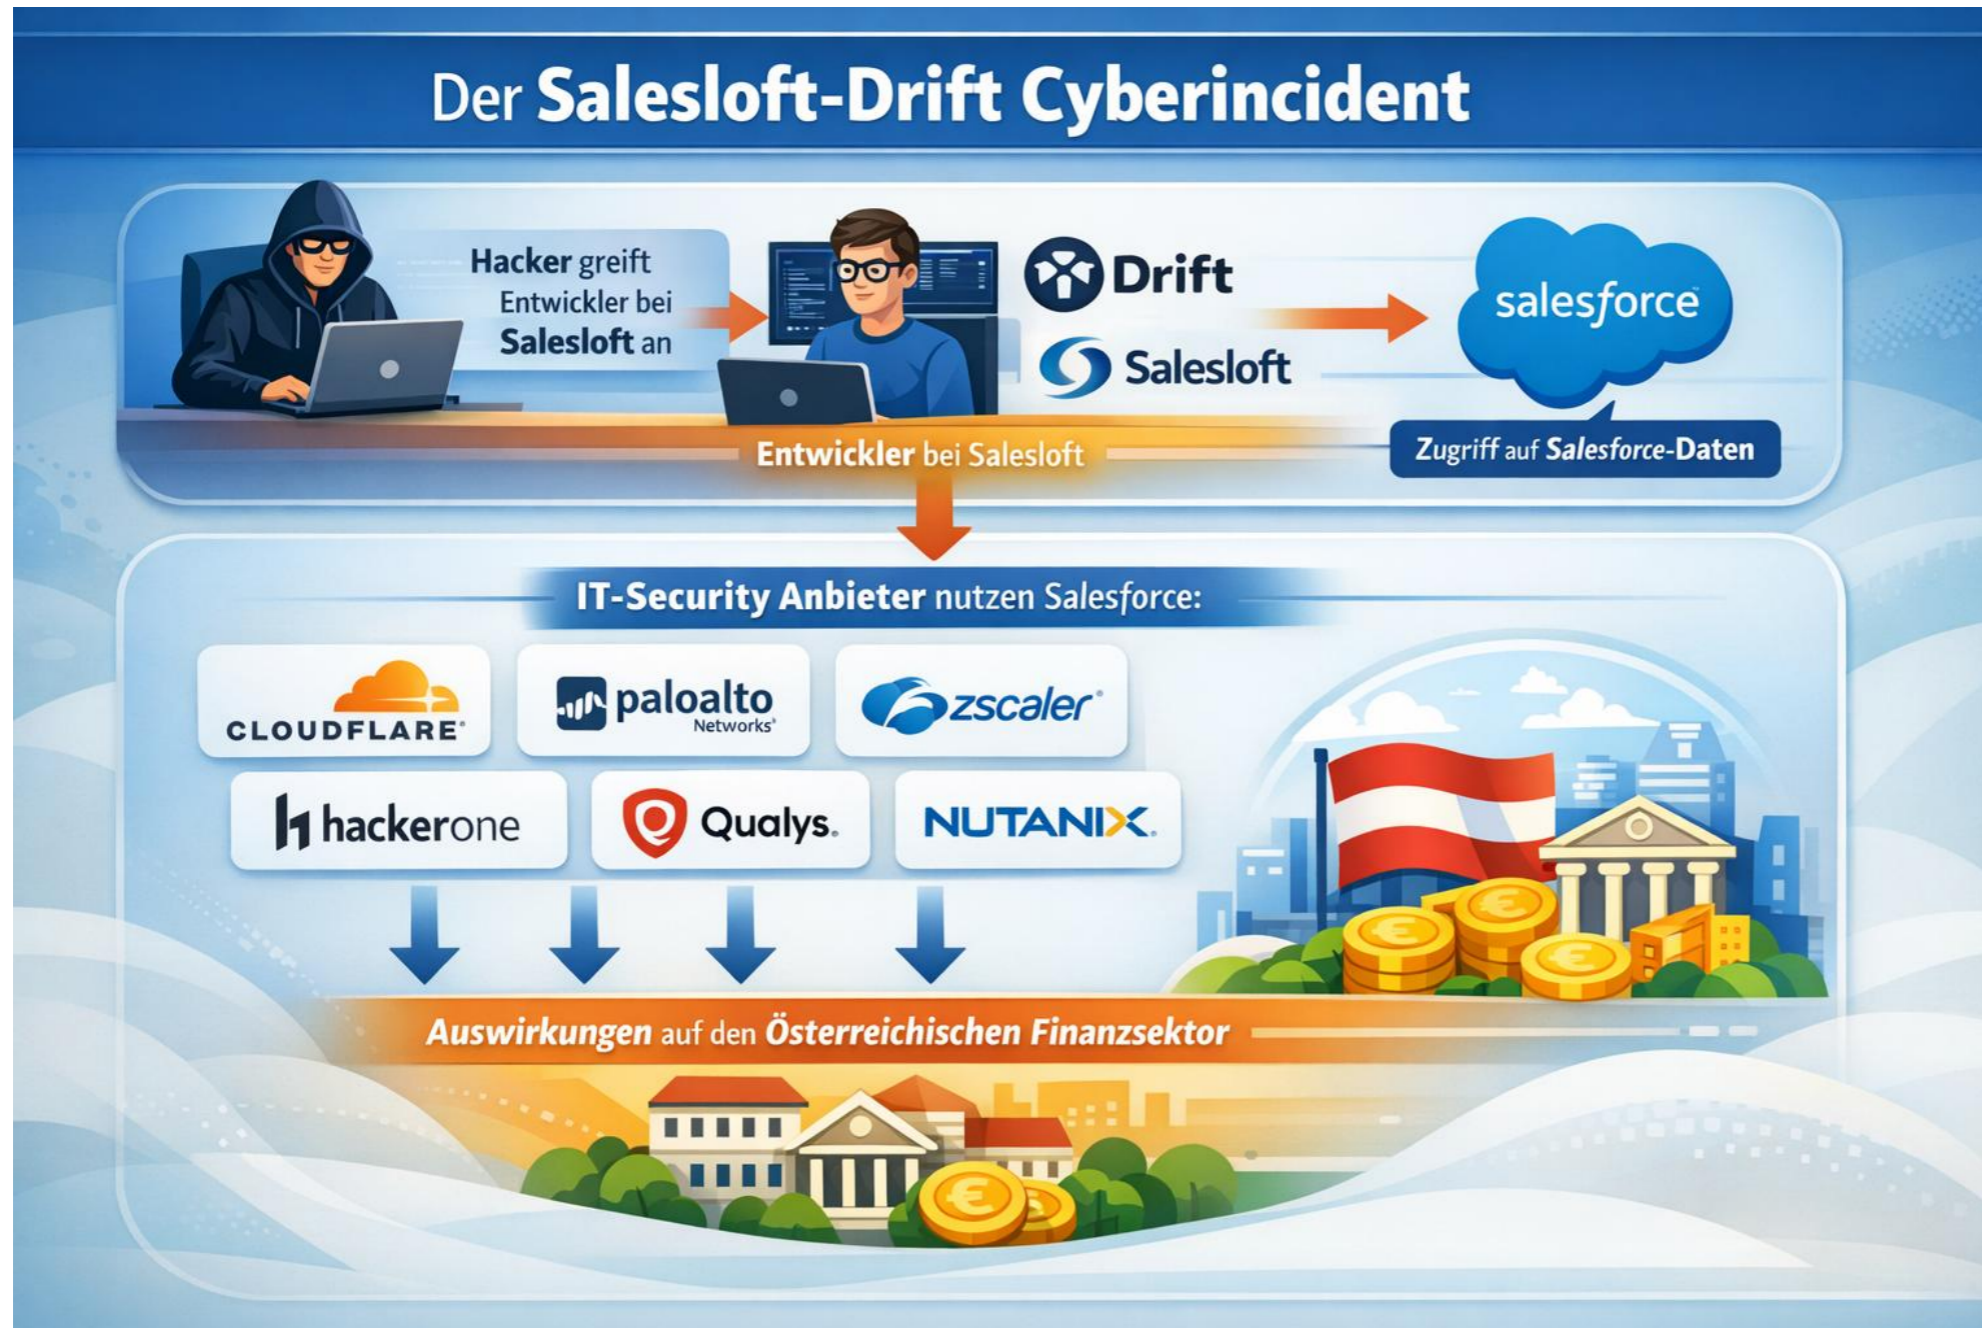 Der Salesloft-Drift Cyberincident
Hacker greift
Entwickler bei
Salesloft an
Drift
Salesloft
salesforce
Entwickler bei Salesloft
Zugriff auf Salesforce-Daten
IT-Security Anbieter nutzen Salesforce:
CLOUDFLARE
paloalto
Networks
zscaler
hackerone
Qualys.
NUTANIX
Auswirkungen auf den Österreichischen Finanzsektor